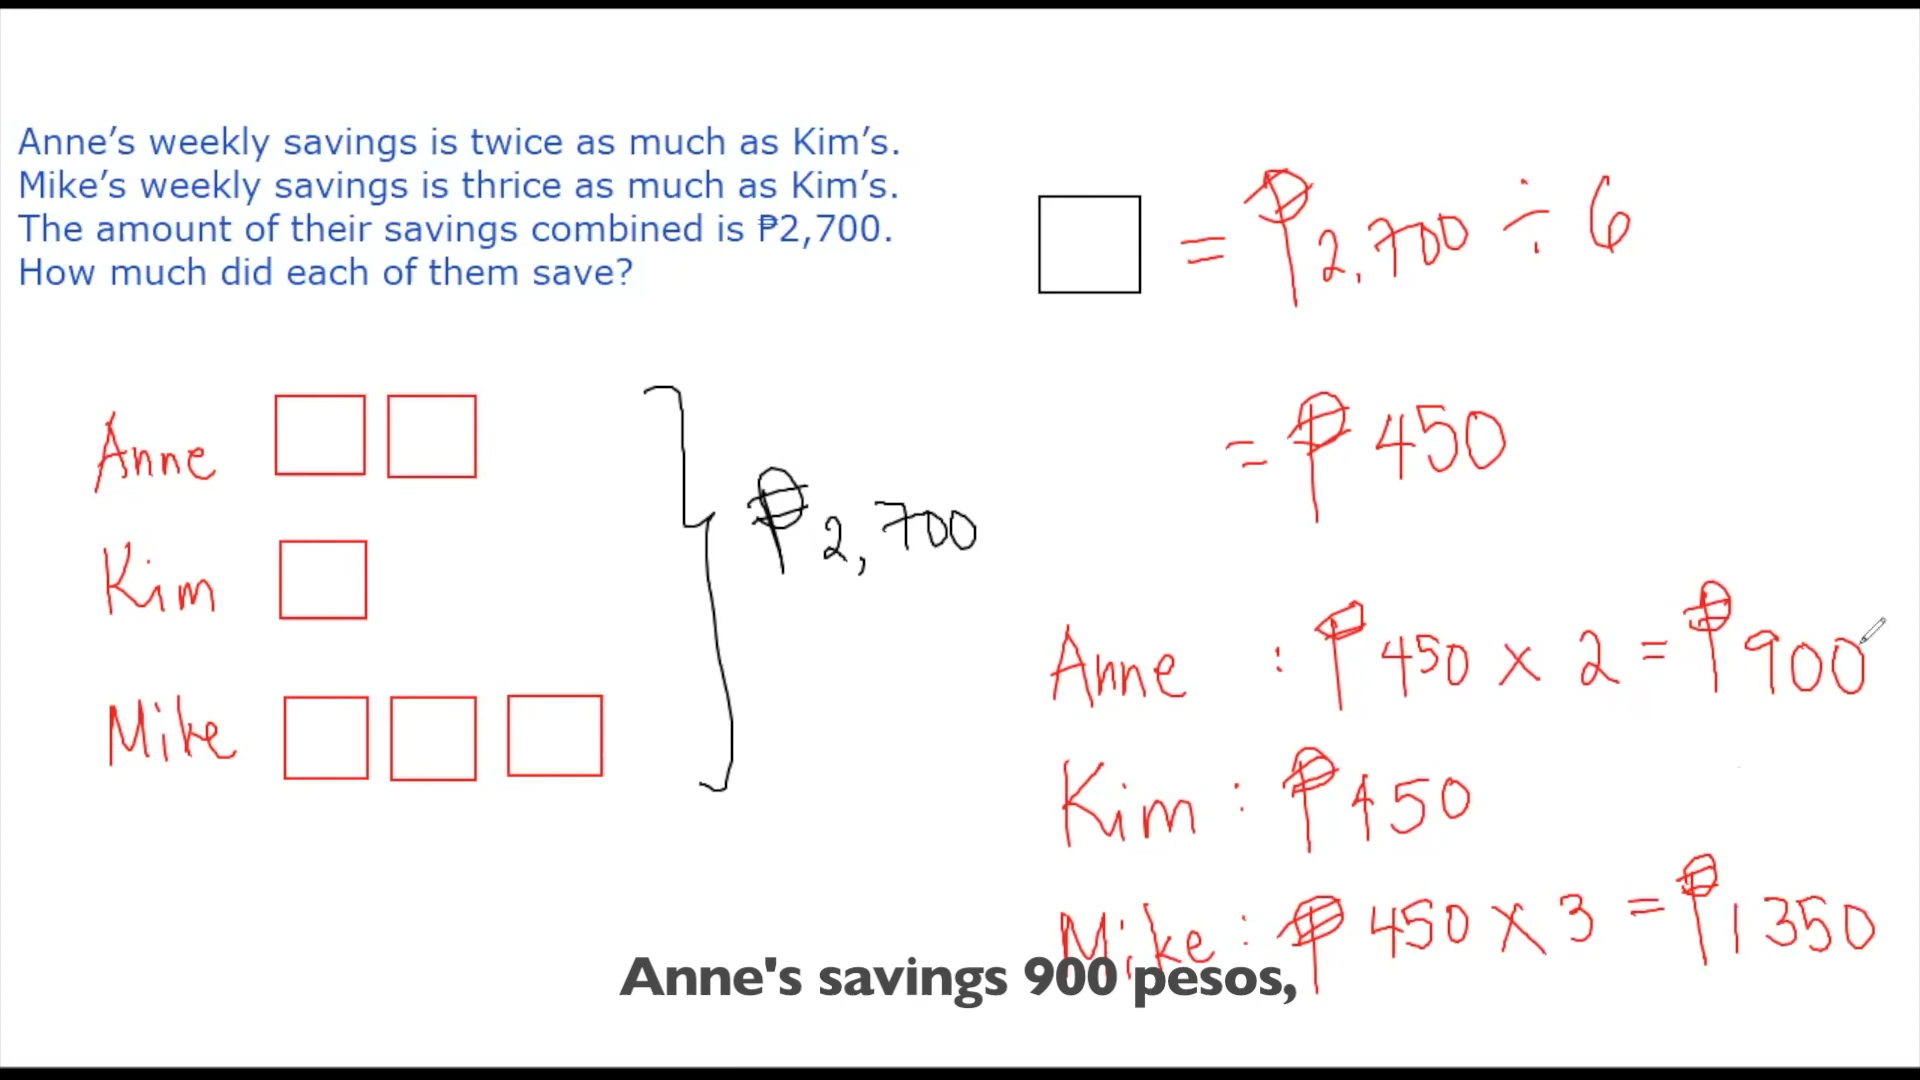 Anne’s weekly savings is twice as much as Kim’s.
Mike’s weekly savings is thrice as much as Kim’s.
The amount of their savings combined is ₱2,700.
How much did each of them save?
= ₱2,700 ÷ 6
= ₱450
Anne
Kim
Mike
₱2,700
Anne : ₱450 x 2 = ₱900
Kim : ₱450
Mike : ₱450 x 3 = ₱1350
Anne's savings 900 pesos,